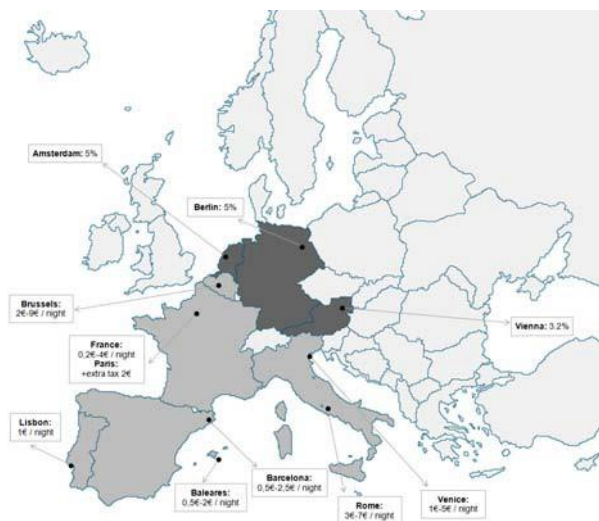 Amsterdam: 5%
Berlin: 5%
Brussels:
2€-9€ / night
Vienna: 3.2%
France:
0,2€-4€ / night
Paris:
+extra tax 2€
Lisbon:
1€ / night
Barcelona:
0,5€-2,5€ / night
Baleares:
0,5€-2€ / night
Rome:
3€-7€ / night
Venice:
1€-5€ / night